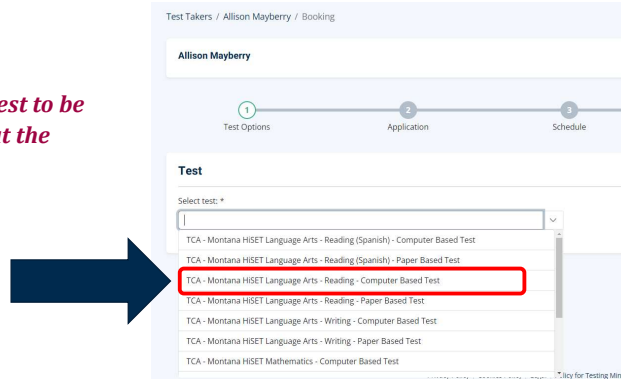 Test Takers / Allison Mayberry / Booking
Allison Mayberry
est to be
t the
1
2
3
Test Options
Application
Schedule
Test
Select test: *
TCA - Montana HiSET Language Arts - Reading (Spanish) - Computer Based Test
TCA - Montana HiSET Language Arts - Reading (Spanish) - Paper Based Test
TCA - Montana HiSET Language Arts - Reading - Computer Based Test
TCA - Montana HiSET Language Arts - Reading - Paper Based Test
TCA - Montana HiSET Language Arts - Writing - Computer Based Test
TCA - Montana HiSET Language Arts - Writing - Paper Based Test
TCA - Montana HiSET Mathematics - Computer Based Test
licy for Testing Min